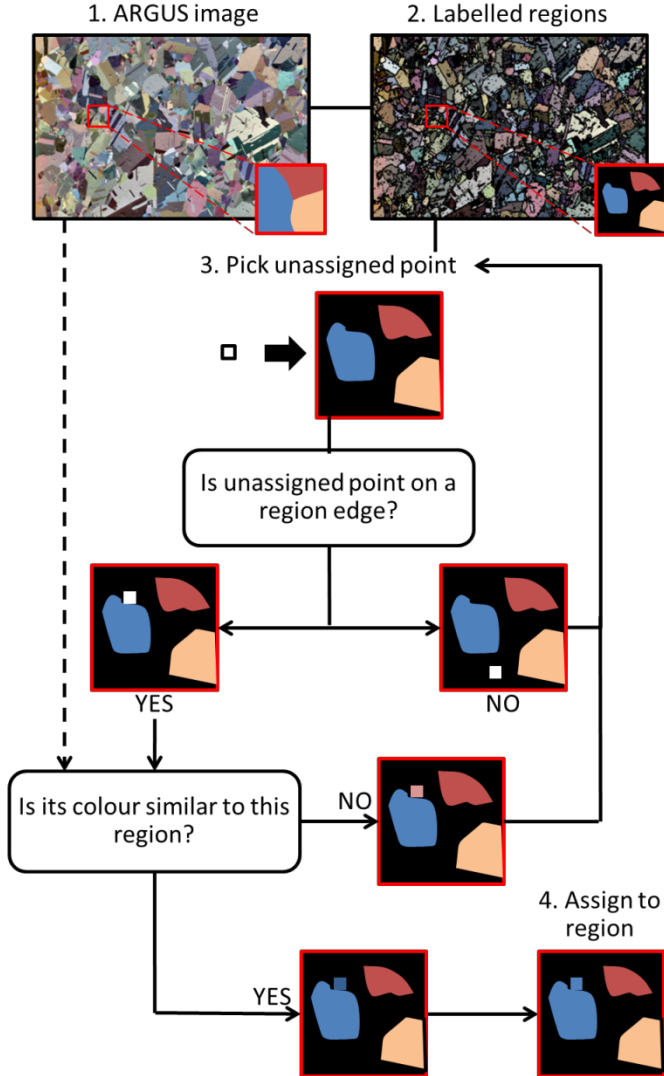 1. ARGUS image
2. Labelled regions
3. Pick unassigned point
Is unassigned point on a
region edge?
YES
NO
Is its colour similar to this
region?
NO
4. Assign to
region
YES